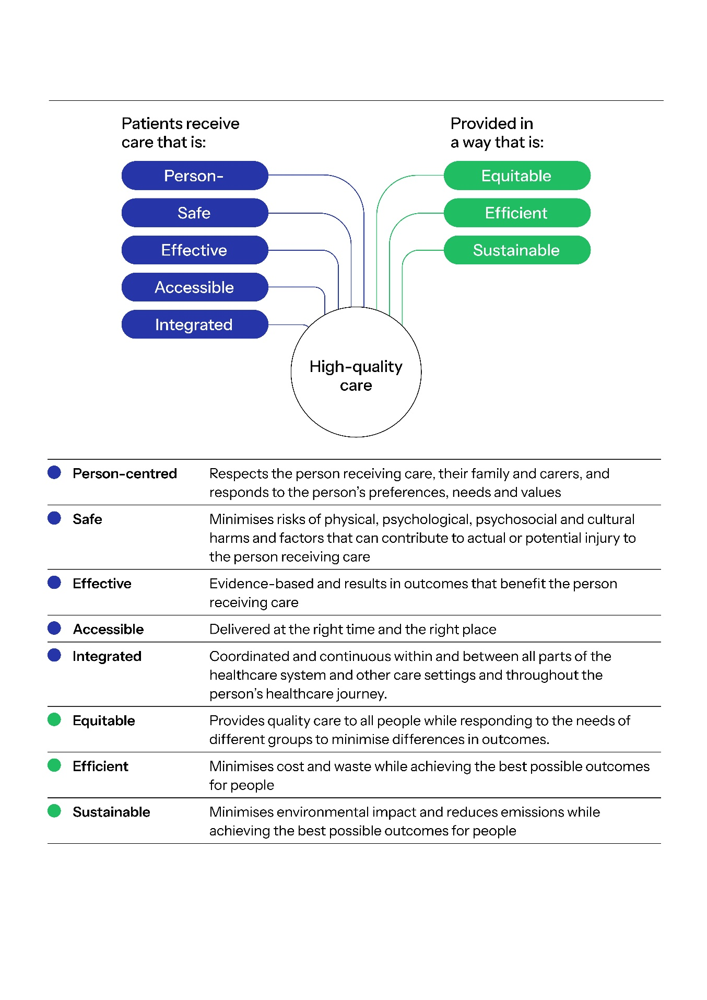 Patients receive
care that is:
Person-
Safe
Effective
Accessible
Integrated
Provided in
a way that is:
Equitable
Efficient
Sustainable
High-quality
care
Person-centred
Respects the person receiving care, their family and carers, and
responds to the person’s preferences, needs and values
Safe
Minimises risks of physical, psychological, psychosocial and cultural
harms and factors that can contribute to actual or potential injury to
the person receiving care
Effective
Evidence-based and results in outcomes that benefit the person
receiving care
Accessible
Delivered at the right time and the right place
Integrated
Coordinated and continuous within and between all parts of the
healthcare system and other care settings and throughout the
person’s healthcare journey.
Equitable
Provides quality care to all people while responding to the needs of
different groups to minimise differences in outcomes.
Efficient
Minimises cost and waste while achieving the best possible outcomes
for people
Sustainable
Minimises environmental impact and reduces emissions while
achieving the best possible outcomes for people